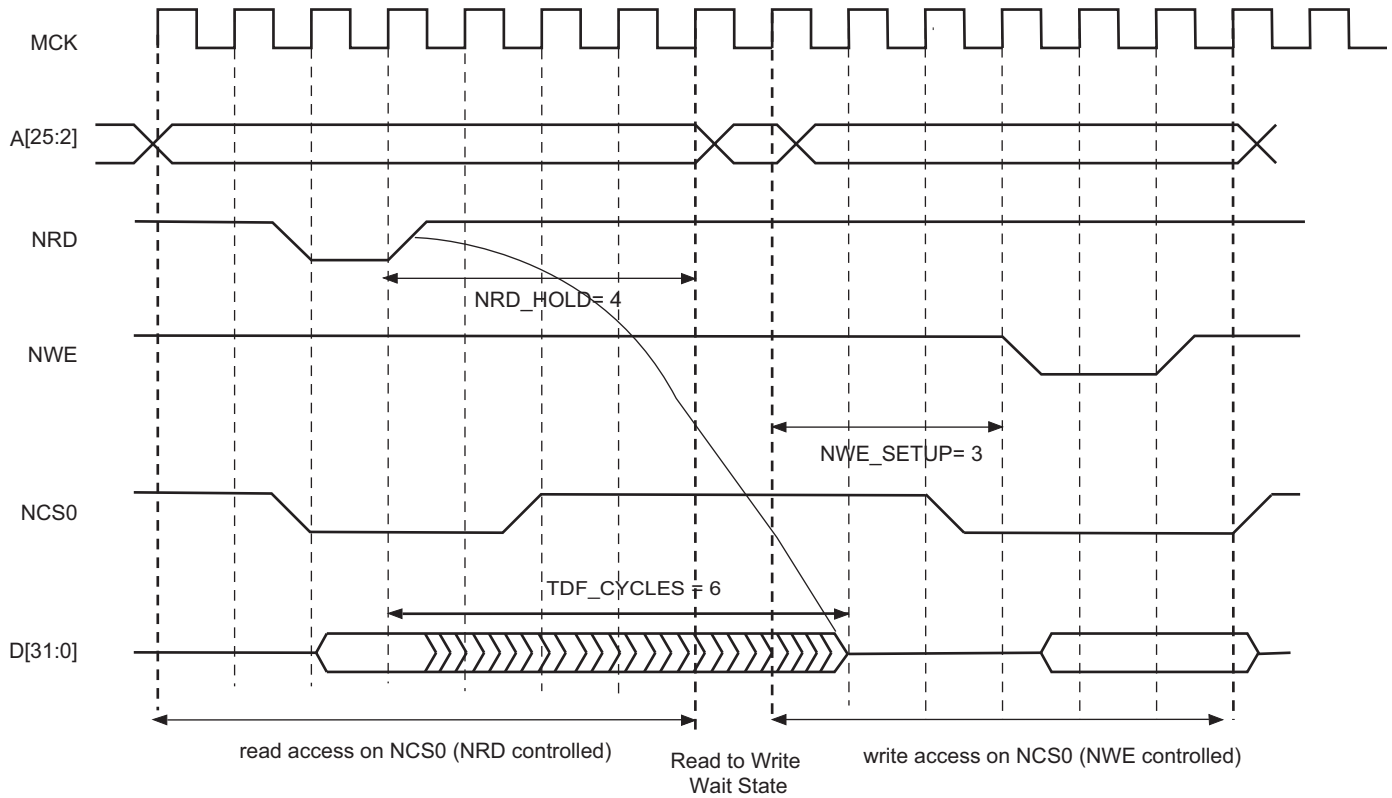 MCK
A[25:2]
NRD
NRD_HOLD= 4
NWE
NWE_SETUP= 3
NCS0
TDF_CYCLES = 6
D[31:0]
read access on NCS0 (NRD controlled)
Read to Write
Wait State
write access on NCS0 (NWE controlled)